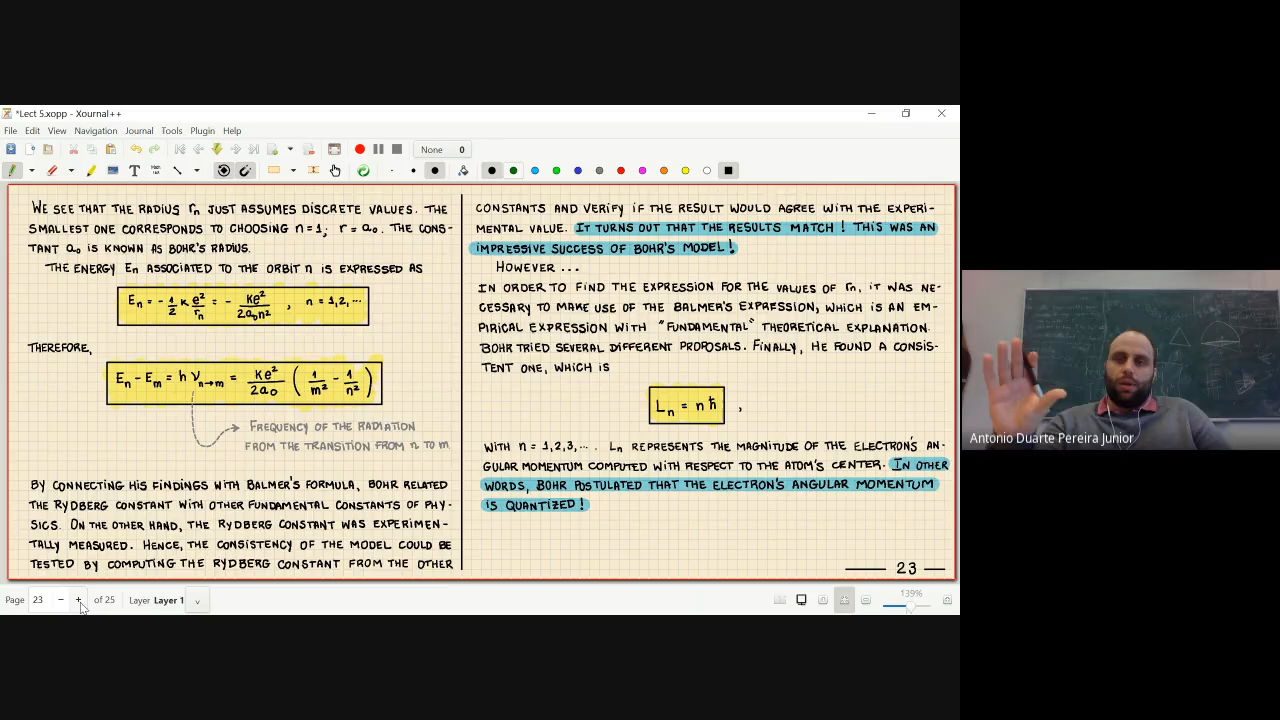 *Lect 5.xopp - Xournal++
File Edit View Navigation Journal Tools Plugin Help
None 0
WE SEE THAT THE RADIUS rₙ JUST ASSUMES DISCRETE VALUES. THE
SMALLEST ONE CORRESPONDS TO CHOOSING n=1; r=a₀. THE CONS-
TANT a₀ IS KNOWN AS BOHR'S RADIUS.
THE ENERGY Eₙ ASSOCIATED TO THE ORBIT n IS EXPRESSED AS
Eₙ = - 1/2 k e²/rₙ = - ke²/2a₀n² , n = 1,2,...
THEREFORE,
Eₙ - Eₘ = h ν n→m = ke²/2a₀ ( 1/m² - 1/n² )
FREQUENCY OF THE RADIATION
FROM THE TRANSITION FROM n TO m
BY CONNECTING HIS FINDINGS WITH BALMER'S FORMULA, BOHR RELATED
THE RYDBERG CONSTANT WITH OTHER FUNDAMENTAL CONSTANTS OF PHY-
SICS. ON THE OTHER HAND, THE RYDBERG CONSTANT WAS EXPERIMEN-
TALLY MEASURED. HENCE, THE CONSISTENCY OF THE MODEL COULD BE
TESTED BY COMPUTING THE RYDBERG CONSTANT FROM THE OTHER
CONSTANTS AND VERIFY IF THE RESULT WOULD AGREE WITH THE EXPERI-
MENTAL VALUE. IT TURNS OUT THAT THE RESULTS MATCH! THIS WAS AN
IMPRESSIVE SUCCESS OF BOHR'S MODEL!
HOWEVER ...
IN ORDER TO FIND THE EXPRESSION FOR THE VALUES OF rₙ, IT WAS NE-
CESSARY TO MAKE USE OF THE BALMER'S EXPRESSION, WHICH IS AN EM-
PIRICAL EXPRESSION WITH "FUNDAMENTAL" THEORETICAL EXPLANATION.
BOHR TRIED SEVERAL DIFFERENT PROPOSALS. FINALLY, HE FOUND A CONSIS-
TENT ONE, WHICH IS
Lₙ = n ħ ,
WITH n = 1,2,3,... . Lₙ REPRESENTS THE MAGNITUDE OF THE ELECTRON'S AN-
GULAR MOMENTUM COMPUTED WITH RESPECT TO THE ATOM'S CENTER. IN OTHER
WORDS, BOHR POSTULATED THAT THE ELECTRON'S ANGULAR MOMENTUM
IS QUANTIZED!
23
Page 23 - + of 25 Layer Layer 1 139%
Antonio Duarte Pereira Junior